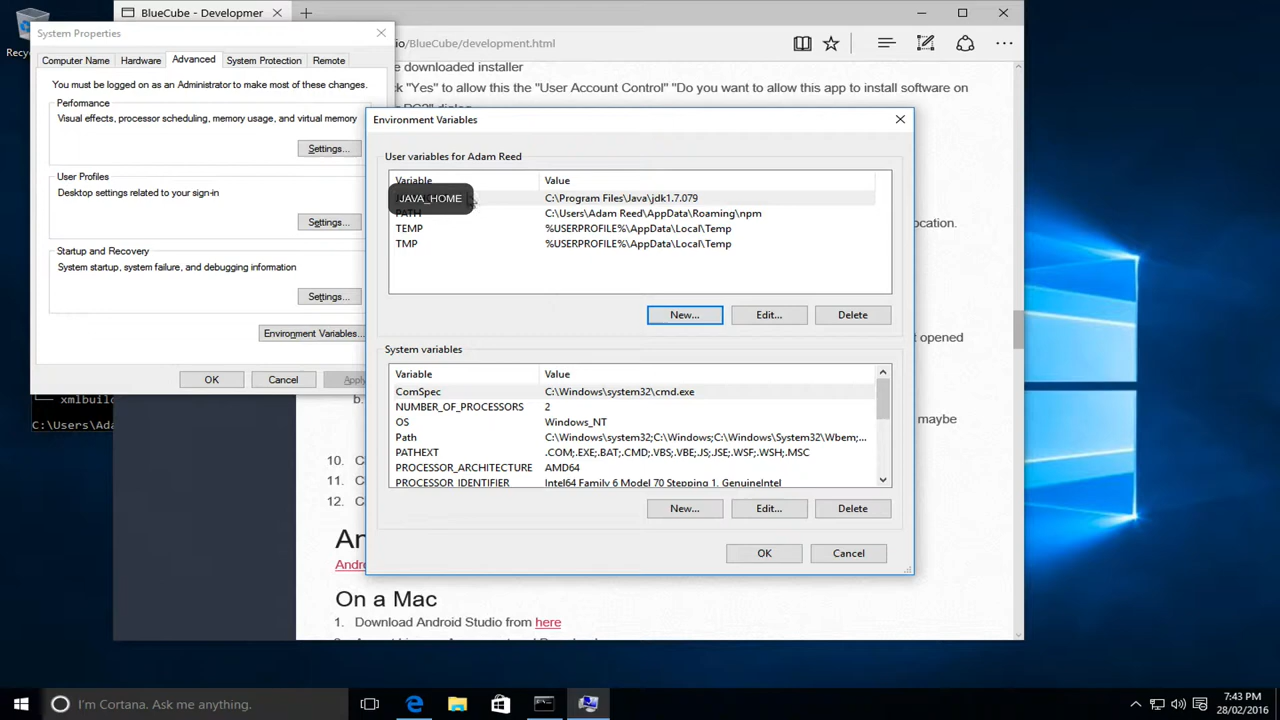 BlueCube - Developmer
Recyc
System Properties
io/BlueCube/development.html
Computer Name
Hardware
Advanced
System Protection
Remote
e downloaded installer
You must be logged on as an Administrator to make most of these changes.
k "Yes" to allow this the "User Account Control" "Do you want to allow this app to install software on
Performance
Visual effects, processor scheduling, memory usage, and virtual memory
Settings...
User Profiles
Desktop settings related to your sign-in
Settings...
Startup and Recovery
System startup, system failure, and debugging information
Settings...
Environment Variables...
OK
Cancel
Apply
Environment Variables
User variables for Adam Reed
Variable
Value
JAVA_HOME
C:\Program Files\Java\jdk1.7.079
PATH
C:\Users\Adam Reed\AppData\Roaming\npm
TEMP
%USERPROFILE%\AppData\Local\Temp
TMP
%USERPROFILE%\AppData\Local\Temp
New...
Edit...
Delete
System variables
Variable
Value
ComSpec
C:\Windows\system32\cmd.exe
NUMBER_OF_PROCESSORS
2
OS
Windows_NT
Path
C:\Windows\system32;C:\Windows;C:\Windows\System32\Wbem;...
PATHEXT
.COM;.EXE;.BAT;.CMD;.VBS;.VBE;.JS;.JSE;.WSF;.WSH;.MSC
PROCESSOR_ARCHITECTURE
AMD64
PROCESSOR_IDENTIFIER
Intel64 Family 6 Model 70 Stepping 1, GenuineIntel
New...
Edit...
Delete
OK
Cancel
ocation.
t opened
maybe
xmlbuil
C:\Users\Ada
b.
10. C
11. C
12. C
An
Andro
On a Mac
1. Download Android Studio from here
I'm Cortana. Ask me anything.
7:43 PM
28/02/2016